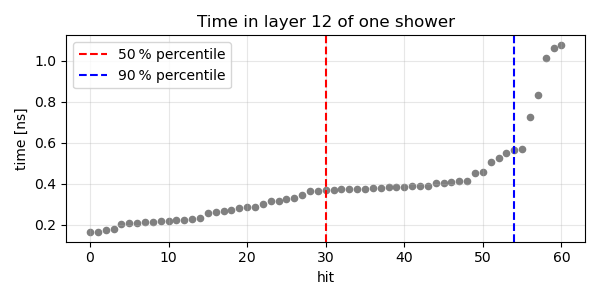 Time in layer 12 of one shower
50 % percentile
90 % percentile
time [ns]
1.0
0.8
0.6
0.4
0.2
0 10 20 30 40 50 60
hit